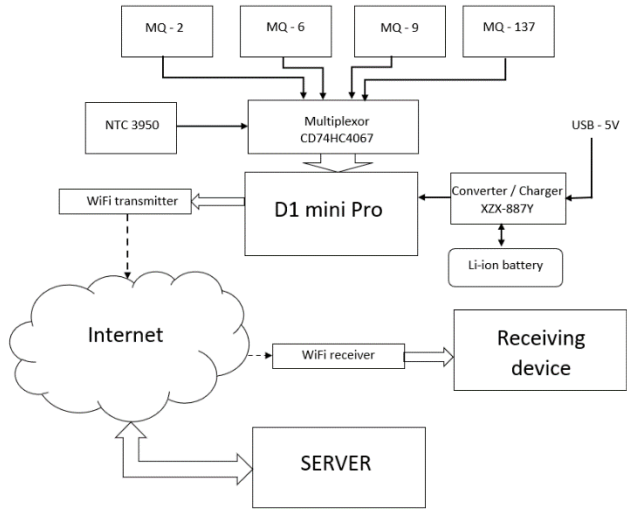 MQ - 2
MQ - 6
MQ - 9
MQ - 137
NTC 3950
Multiplexor
CD74HC4067
USB - 5V
WiFi transmitter
D1 mini Pro
Converter / Charger
XZX-887Y
Li-ion battery
Internet
WiFi receiver
Receiving
device
SERVER